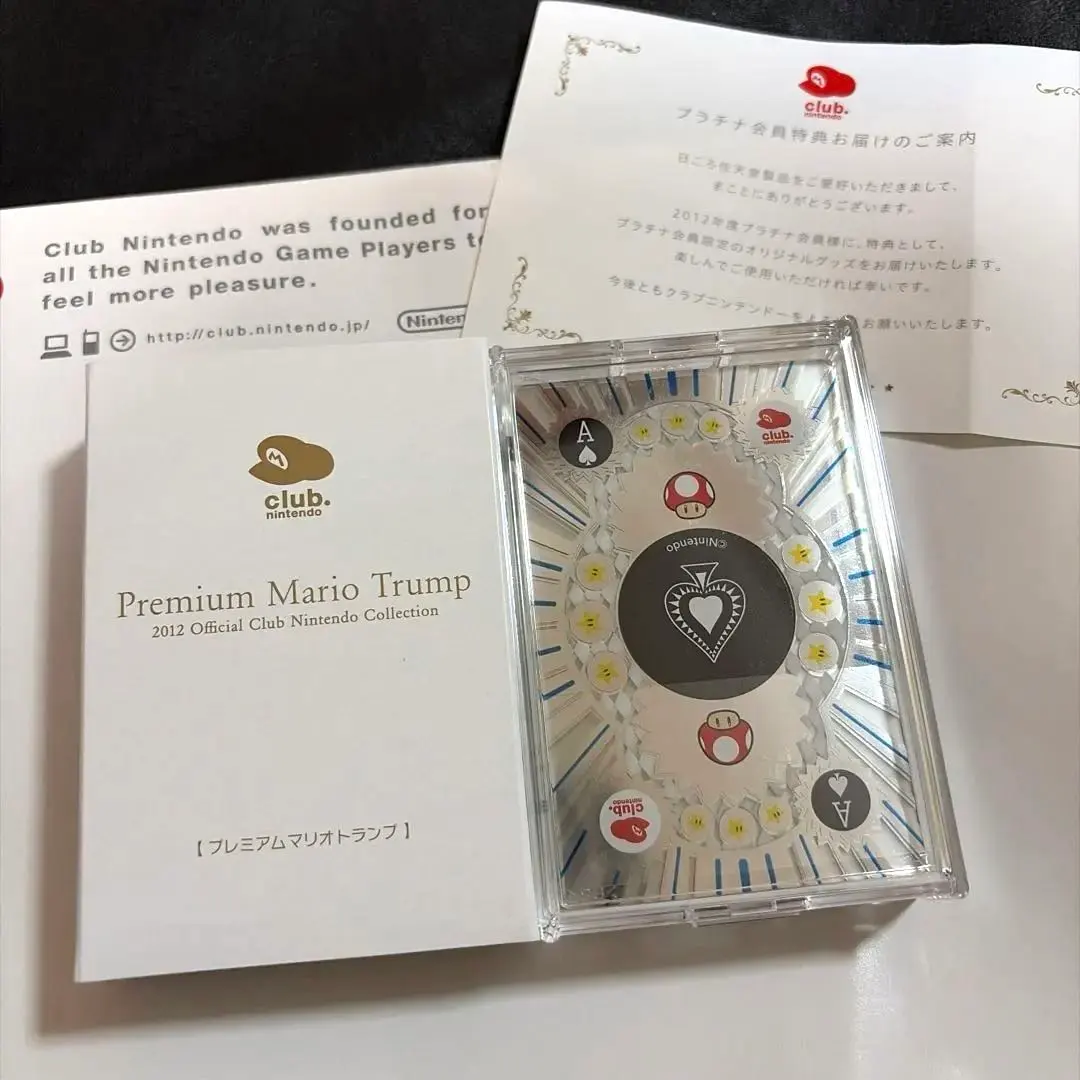 club.
nintendo
プラチナ会員特典お届けのご案内
日ごろ任天堂製品をご愛好いただきまして、
まことにありがとうございます。
2012年度プラチナ会員様に、特典として、
プラチナ会員限定のオリジナルグッズをお届けいたします。
楽しんでご使用いただければ幸いです。
今後ともクラブニンテンドーを お願いいたします。
Club Nintendo was founded for
all the Nintendo Game Players to
feel more pleasure.
http://club.nintendo.jp/
Ninten
club.
nintendo
Premium Mario Trump
2012 Official Club Nintendo Collection
【プレミアムマリオトランプ】
A
club.
nintendo
©Nintendo
club.
nintendo
A